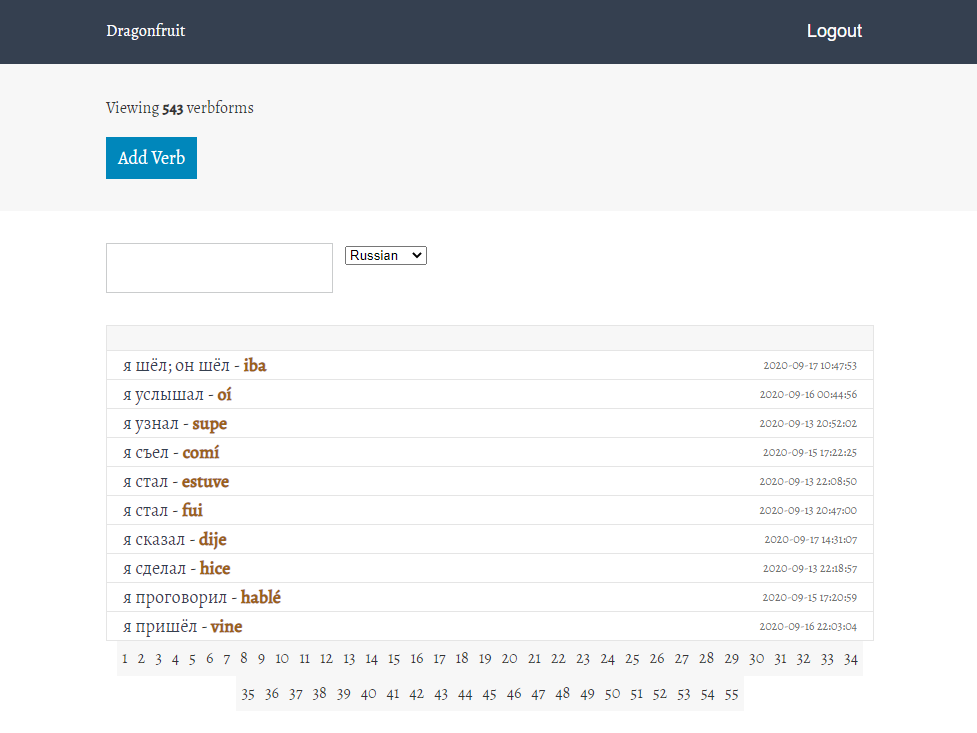 Dragonfruit Logout
Viewing 543 verbforms
Add Verb
Russian
я шёл; он шёл - iba 2020-09-17 10:47:53
я услышал - oí 2020-09-16 00:44:56
я узнал - supe 2020-09-13 20:52:02
я съел - comí 2020-09-15 17:22:25
я стал - estuve 2020-09-13 22:08:50
я стал - fui 2020-09-13 20:47:00
я сказал - dije 2020-09-17 14:31:07
я сделал - hice 2020-09-13 22:18:57
я проговорил - hablé 2020-09-15 17:20:59
я пришёл - vine 2020-09-16 22:03:04
1 2 3 4 5 6 7 8 9 10 11 12 13 14 15 16 17 18 19 20 21 22 23 24 25 26 27 28 29 30 31 32 33 34
35 36 37 38 39 40 41 42 43 44 45 46 47 48 49 50 51 52 53 54 55